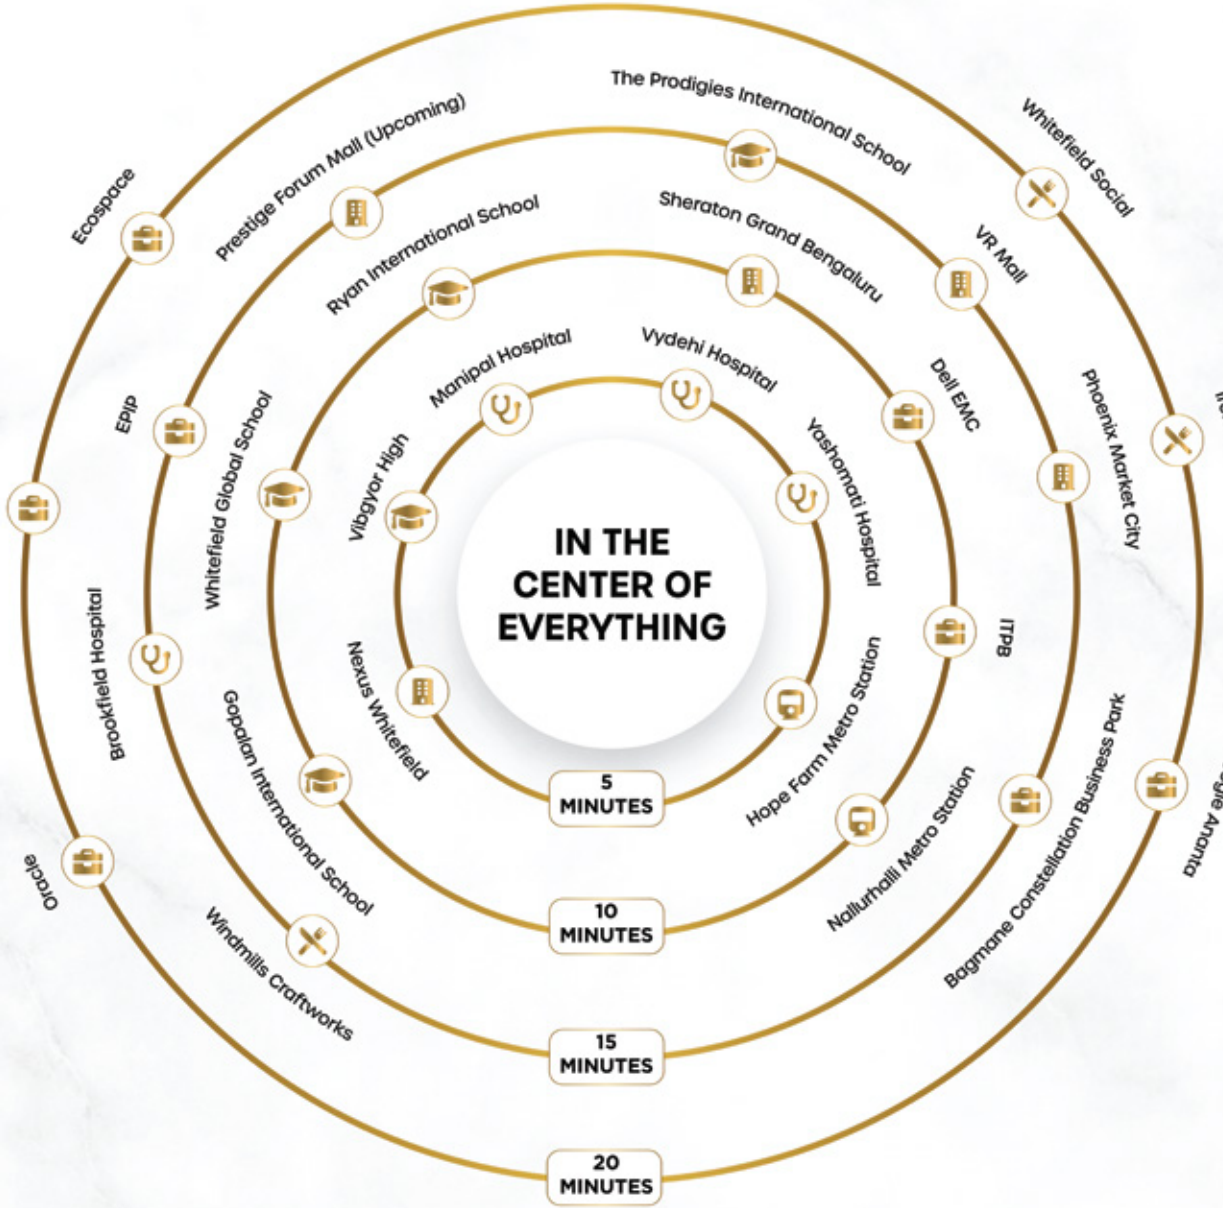 IN THE
CENTER OF
EVERYTHING
Manipal Hospital
Vydehi Hospital
Yashomati Hospital
Hope Farm Metro Station
Nexus Whitefield
Vibgyor High
5
MINUTES
Ryan International School
Sheraton Grand Bengaluru
Dell EMC
ITPB
Nallurhalli Metro Station
Gopalan International School
Whitefield Global School
10
MINUTES
Prestige Forum Mall (Upcoming)
The Prodigies International School
VR Mall
Phoenix Market City
Bagmane Constellation Business Park
Windmills Craftworks
Brookfield Hospital
EPIP
15
MINUTES
Ecospace
Whitefield Social
Ananta
Oracle
20
MINUTES